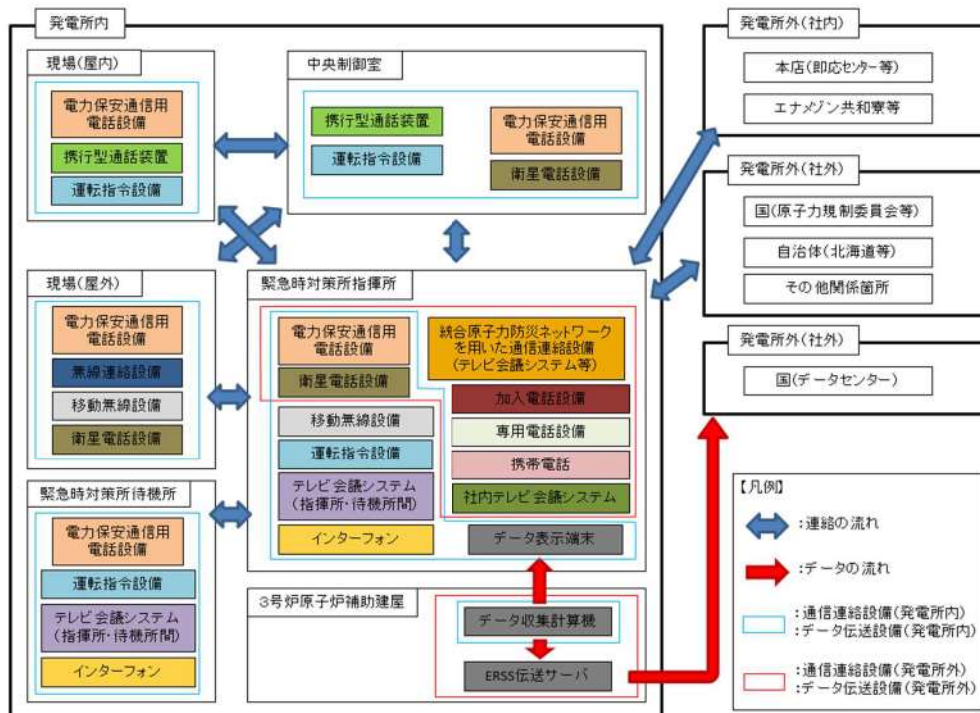 発電所内
現場(屋内)
電力保安通信用
電話設備
携行型通話装置
運転指令設備
中央制御室
携行型通話装置
運転指令設備
電力保安通信用
電話設備
衛星電話設備
現場(屋外)
電力保安通信用
電話設備
無線連絡設備
移動無線設備
衛星電話設備
緊急時対策所指揮所
電力保安通信用
電話設備
衛星電話設備
移動無線設備
運転指令設備
テレビ会議システム
(指揮所・待機所間)
インターフォン
統合原子力防災ネットワーク
を用いた通信連絡設備
(テレビ会議システム等)
加入電話設備
専用電話設備
携帯電話
社内テレビ会議システム
データ表示端末
緊急時対策所待機所
電力保安通信用
電話設備
運転指令設備
テレビ会議システム
(指揮所・待機所間)
インターフォン
3号炉原子炉補助建屋
データ収集計算機
ERSS伝送サーバ
発電所外(社内)
本店(即応センター等)
エナメゾン共和寮等
発電所外(社外)
国(原子力規制委員会等)
自治体(北海道等)
その他関係箇所
発電所外(社外)
国(データセンター)
【凡例】
:連絡の流れ
:データの流れ
:通信連絡設備(発電所内)
:データ伝送設備(発電所内)
:通信連絡設備(発電所外)
:データ伝送設備(発電所外)